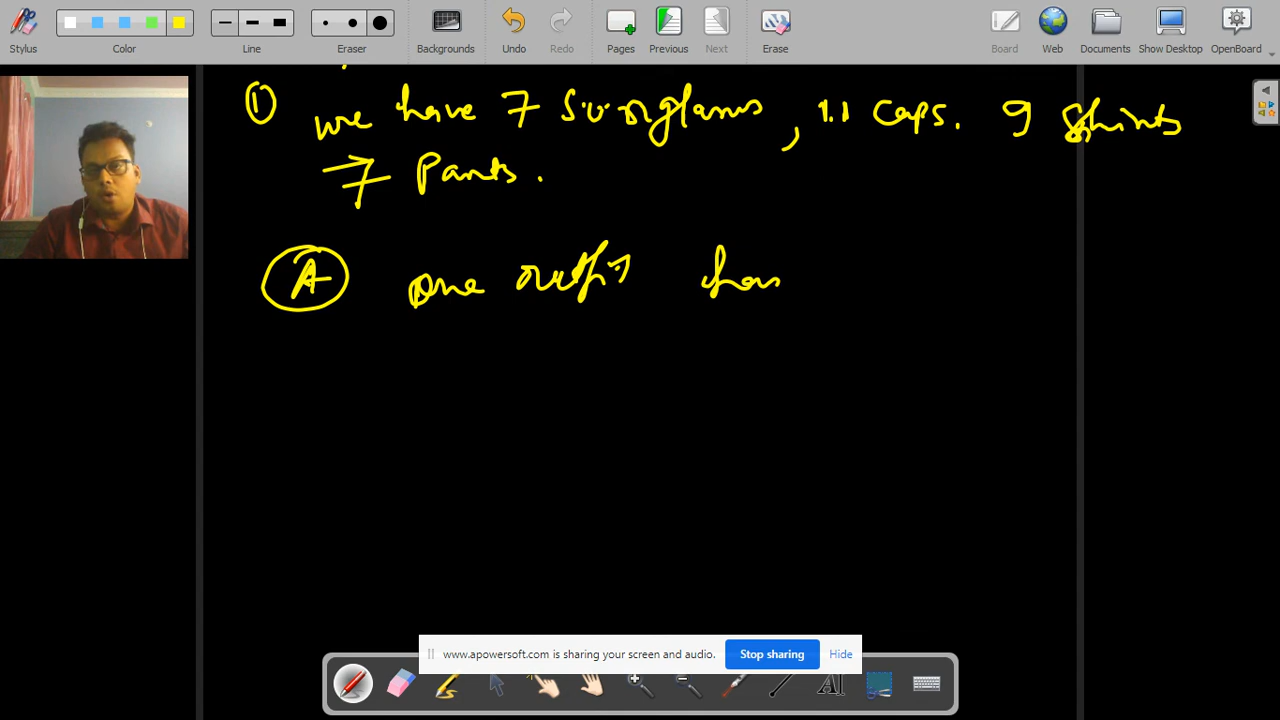 Stylus Color Line Eraser Backgrounds Undo Redo Pages Previous Next Erase Board Web Documents Show Desktop OpenBoard
① we have 7 sunglasses, 11 caps. 9 shirts
7 Pants.
Ⓐ one outfit has
www.apowersoft.com is sharing your screen and audio. Stop sharing Hide